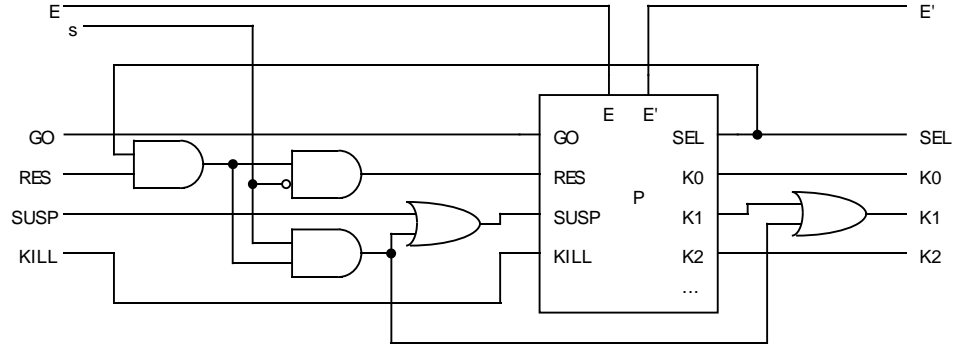 E E'
s
E E'
GO GO SEL SEL
RES RES K0 K0
P
SUSP SUSP K1 K1
KILL KILL K2 K2
...